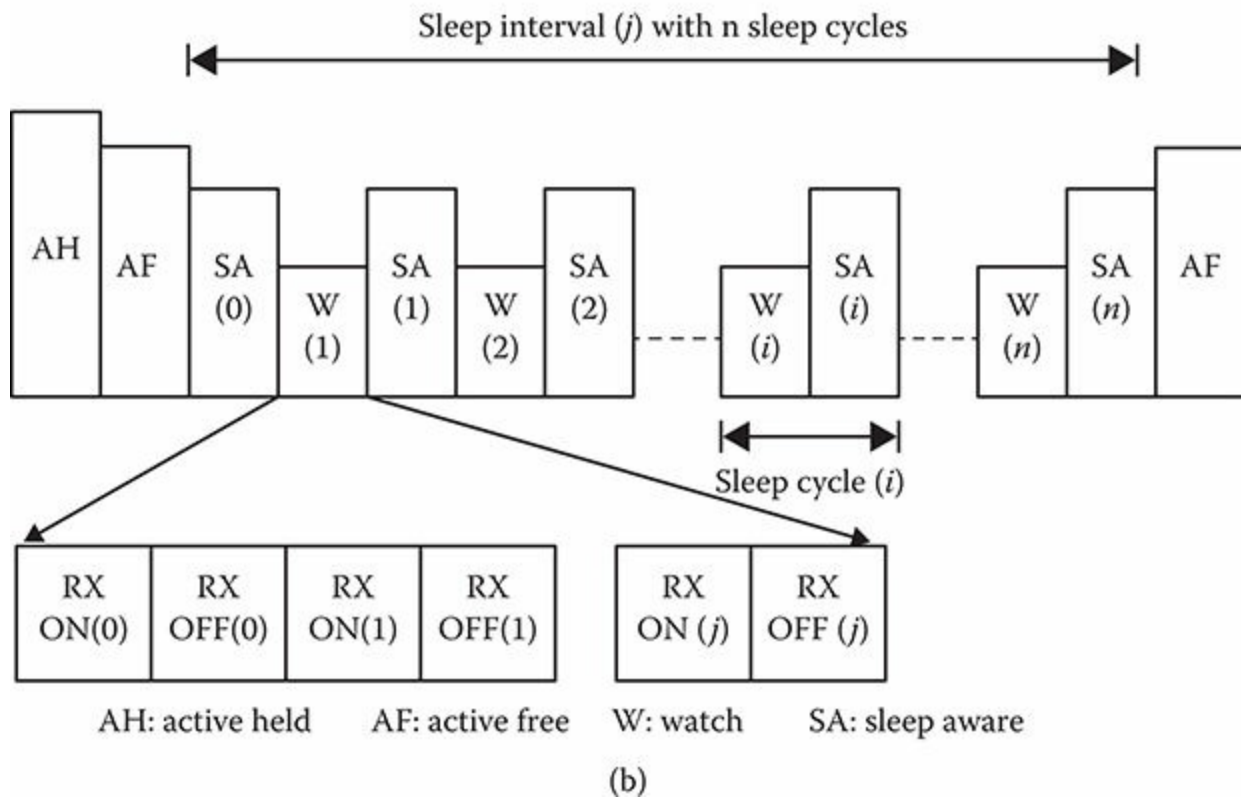 Sleep interval (j) with n sleep cycles
AH
AF
SA
(0)
W
(1)
SA
(1)
W
(2)
SA
(2)
W
(i)
SA
(i)
W
(n)
SA
(n)
AF
Sleep cycle (i)
RX
ON(0)
RX
OFF(0)
RX
ON(1)
RX
OFF(1)
RX
ON (j)
RX
OFF (j)
AH: active held AF: active free W: watch SA: sleep aware
(b)